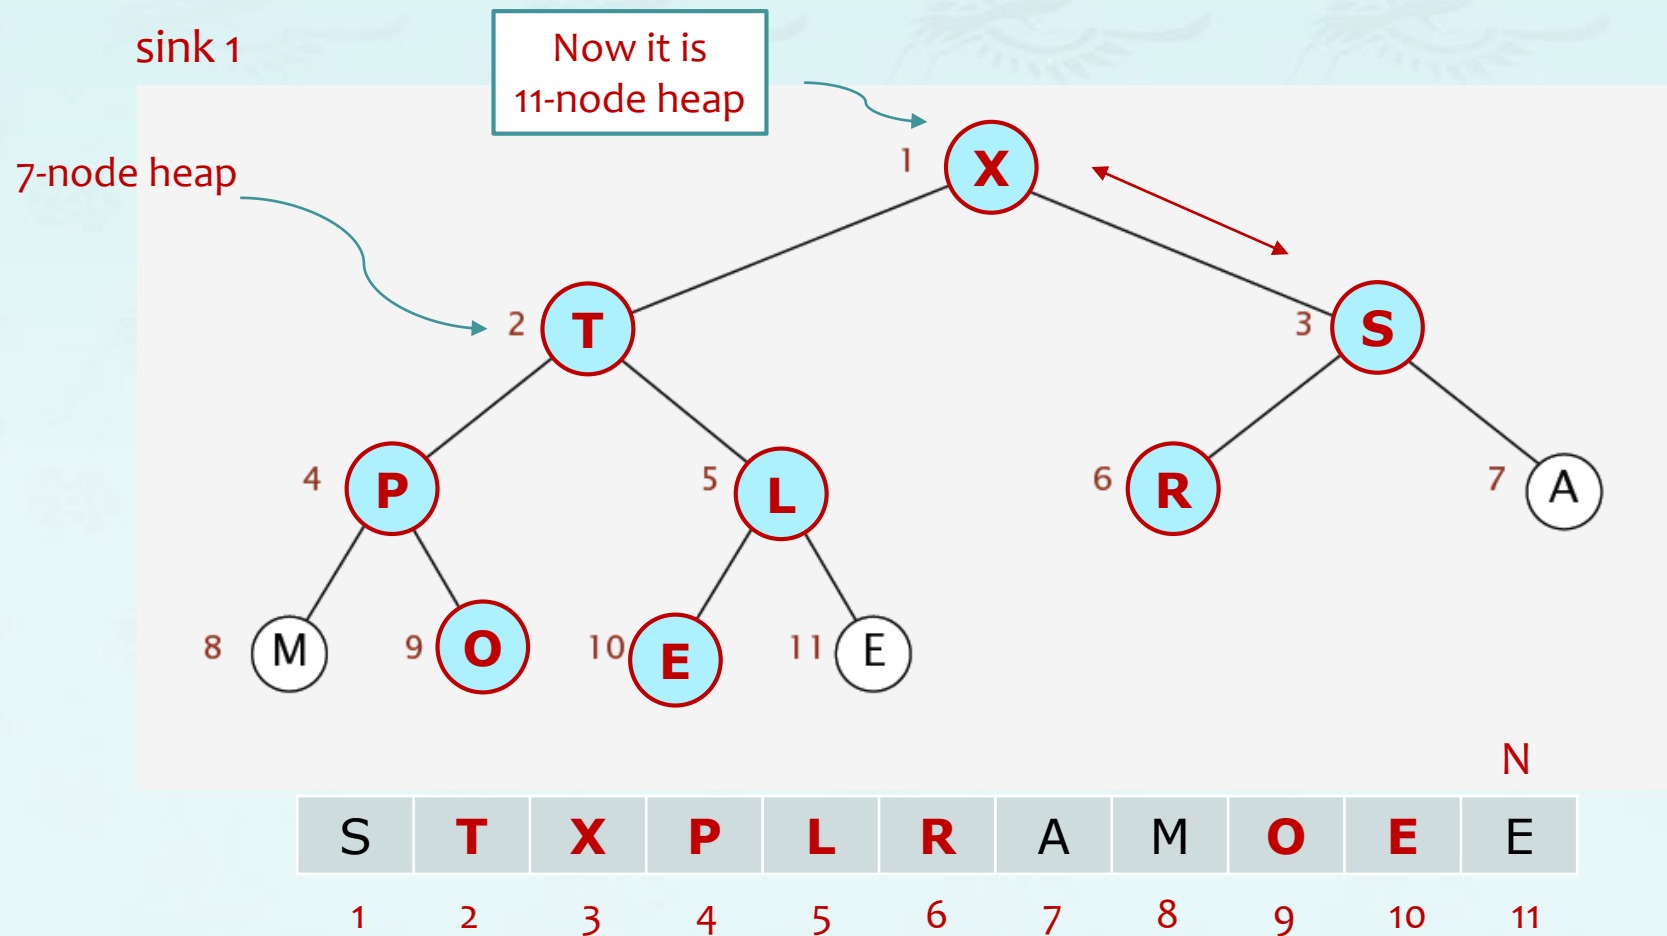 sink 1
Now it is
11-node heap
7-node heap
1
X
2
T
3
S
4
P
5
L
6
R
7
A
8
M
9
O
10
E
11
E
N
S T X P L R A M O E E
1 2 3 4 5 6 7 8 9 10 11